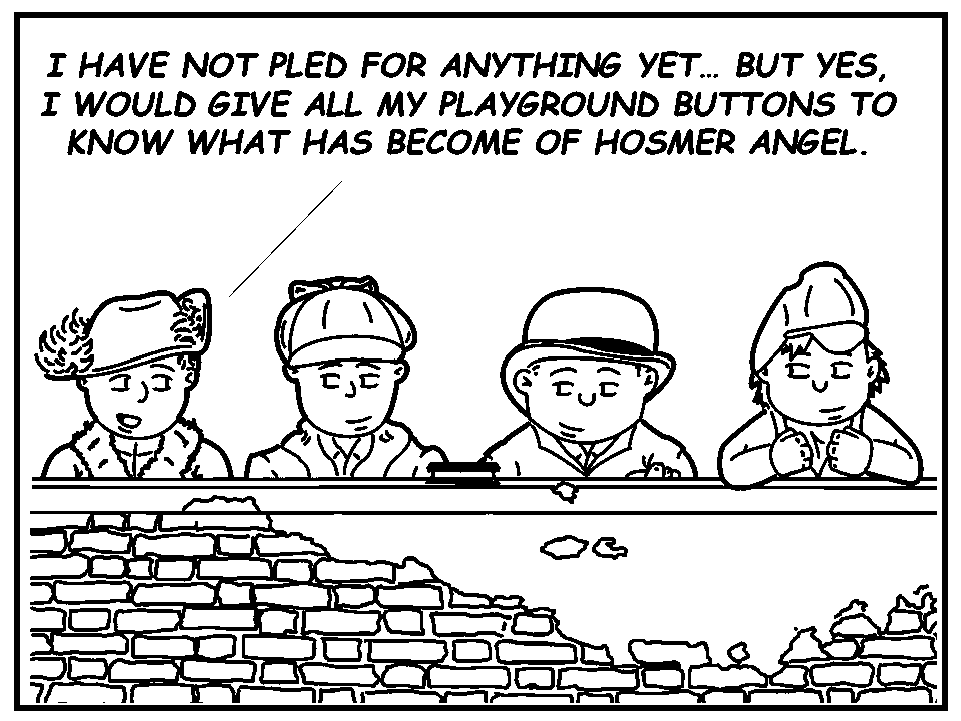 I HAVE NOT PLED FOR ANYTHING YET... BUT YES,
I WOULD GIVE ALL MY PLAYGROUND BUTTONS TO
KNOW WHAT HAS BECOME OF HOSMER ANGEL.